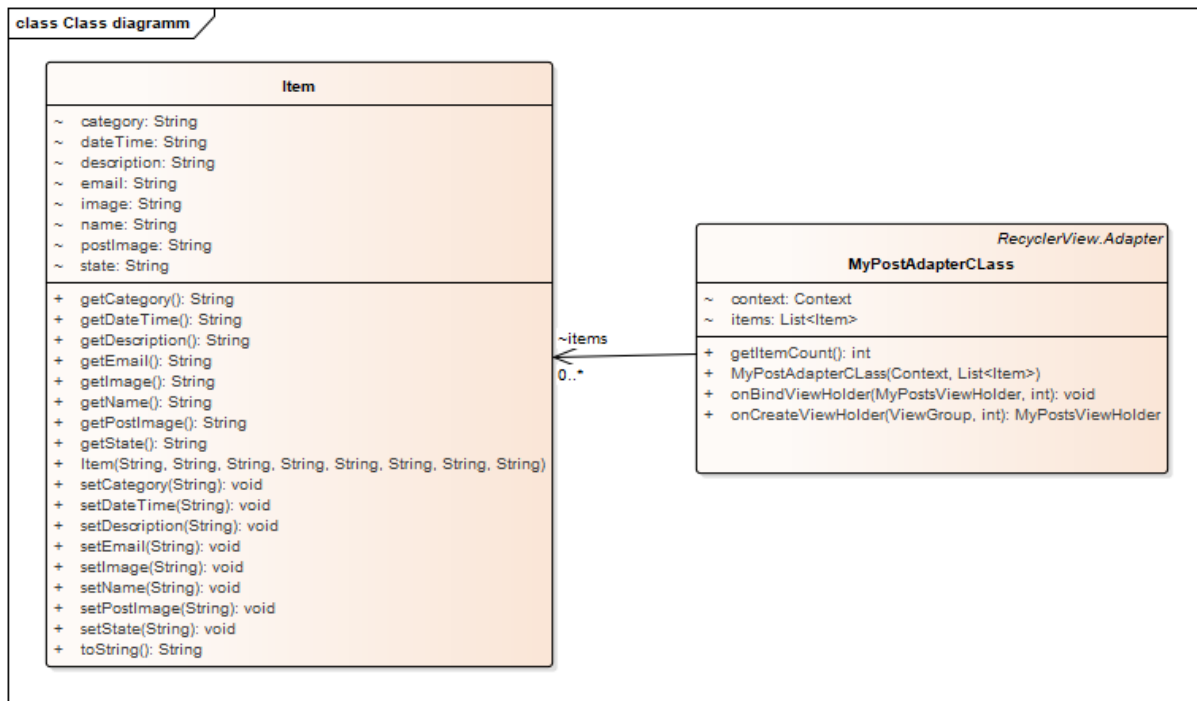 class Class diagramm
Item
~ category: String
~ dateTime: String
~ description: String
~ email: String
~ image: String
~ name: String
~ postImage: String
~ state: String
+ getCategory(): String
+ getDateTime(): String
+ getDescription(): String
+ getEmail(): String
+ getImage(): String
+ getName(): String
+ getPostImage(): String
+ getState(): String
+ Item(String, String, String, String, String, String, String, String)
+ setCategory(String): void
+ setDateTime(String): void
+ setDescription(String): void
+ setEmail(String): void
+ setImage(String): void
+ setName(String): void
+ setPostImage(String): void
+ setState(String): void
+ toString(): String
~items
0..*
RecyclerView.Adapter
MyPostAdapterCLass
~ context: Context
~ items: List<Item>
+ getItemCount(): int
+ MyPostAdapterCLass(Context, List<Item>)
+ onBindViewHolder(MyPostsViewHolder, int): void
+ onCreateViewHolder(ViewGroup, int): MyPostsViewHolder